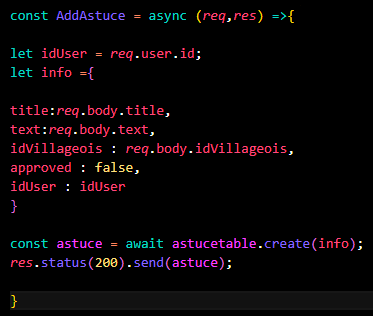 const AddAstuce = async (req,res) =>{
let idUser = req.user.id;
let info ={
title:req.body.title,
text:req.body.text,
idVillageois : req.body.idVillageois,
approved : false,
idUser : idUser
}
const astuce = await astucetable.create(info);
res.status(200).send(astuce);
}